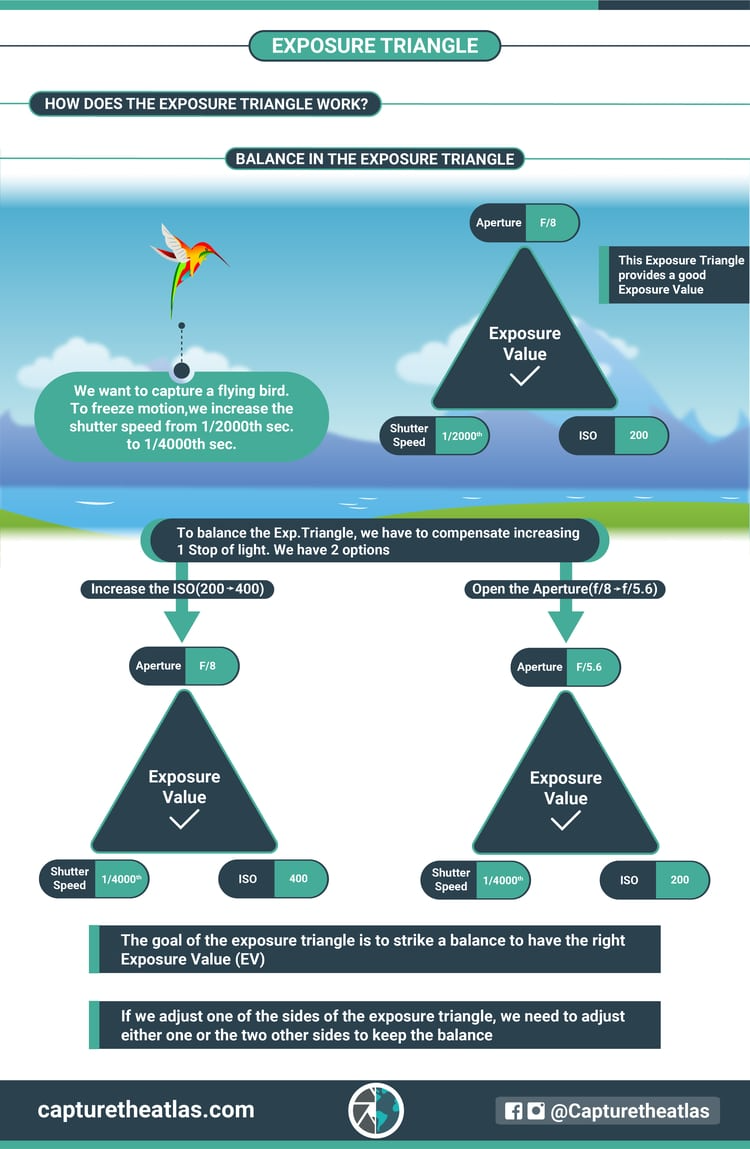 EXPOSURE TRIANGLE
HOW DOES THE EXPOSURE TRIANGLE WORK?
BALANCE IN THE EXPOSURE TRIANGLE
Aperture F/8
This Exposure Triangle
provides a good
Exposure Value
Exposure
Value
We want to capture a flying bird.
To freeze motion,we increase the
shutter speed from 1/2000th sec.
to 1/4000th sec.
Shutter
Speed
1/2000th
ISO 200
To balance the Exp.Triangle, we have to compensate increasing
1 Stop of light. We have 2 options
Increase the ISO(200→400)
Open the Aperture(f/8→f/5.6)
Aperture F/8
Exposure
Value
Shutter
Speed
1/4000th
ISO 400
Aperture F/5.6
Exposure
Value
Shutter
Speed
1/4000th
ISO 200
The goal of the exposure triangle is to strike a balance to have the right
Exposure Value (EV)
If we adjust one of the sides of the exposure triangle, we need to adjust
either one or the two other sides to keep the balance
capturetheatlas.com
@Capturetheatlas